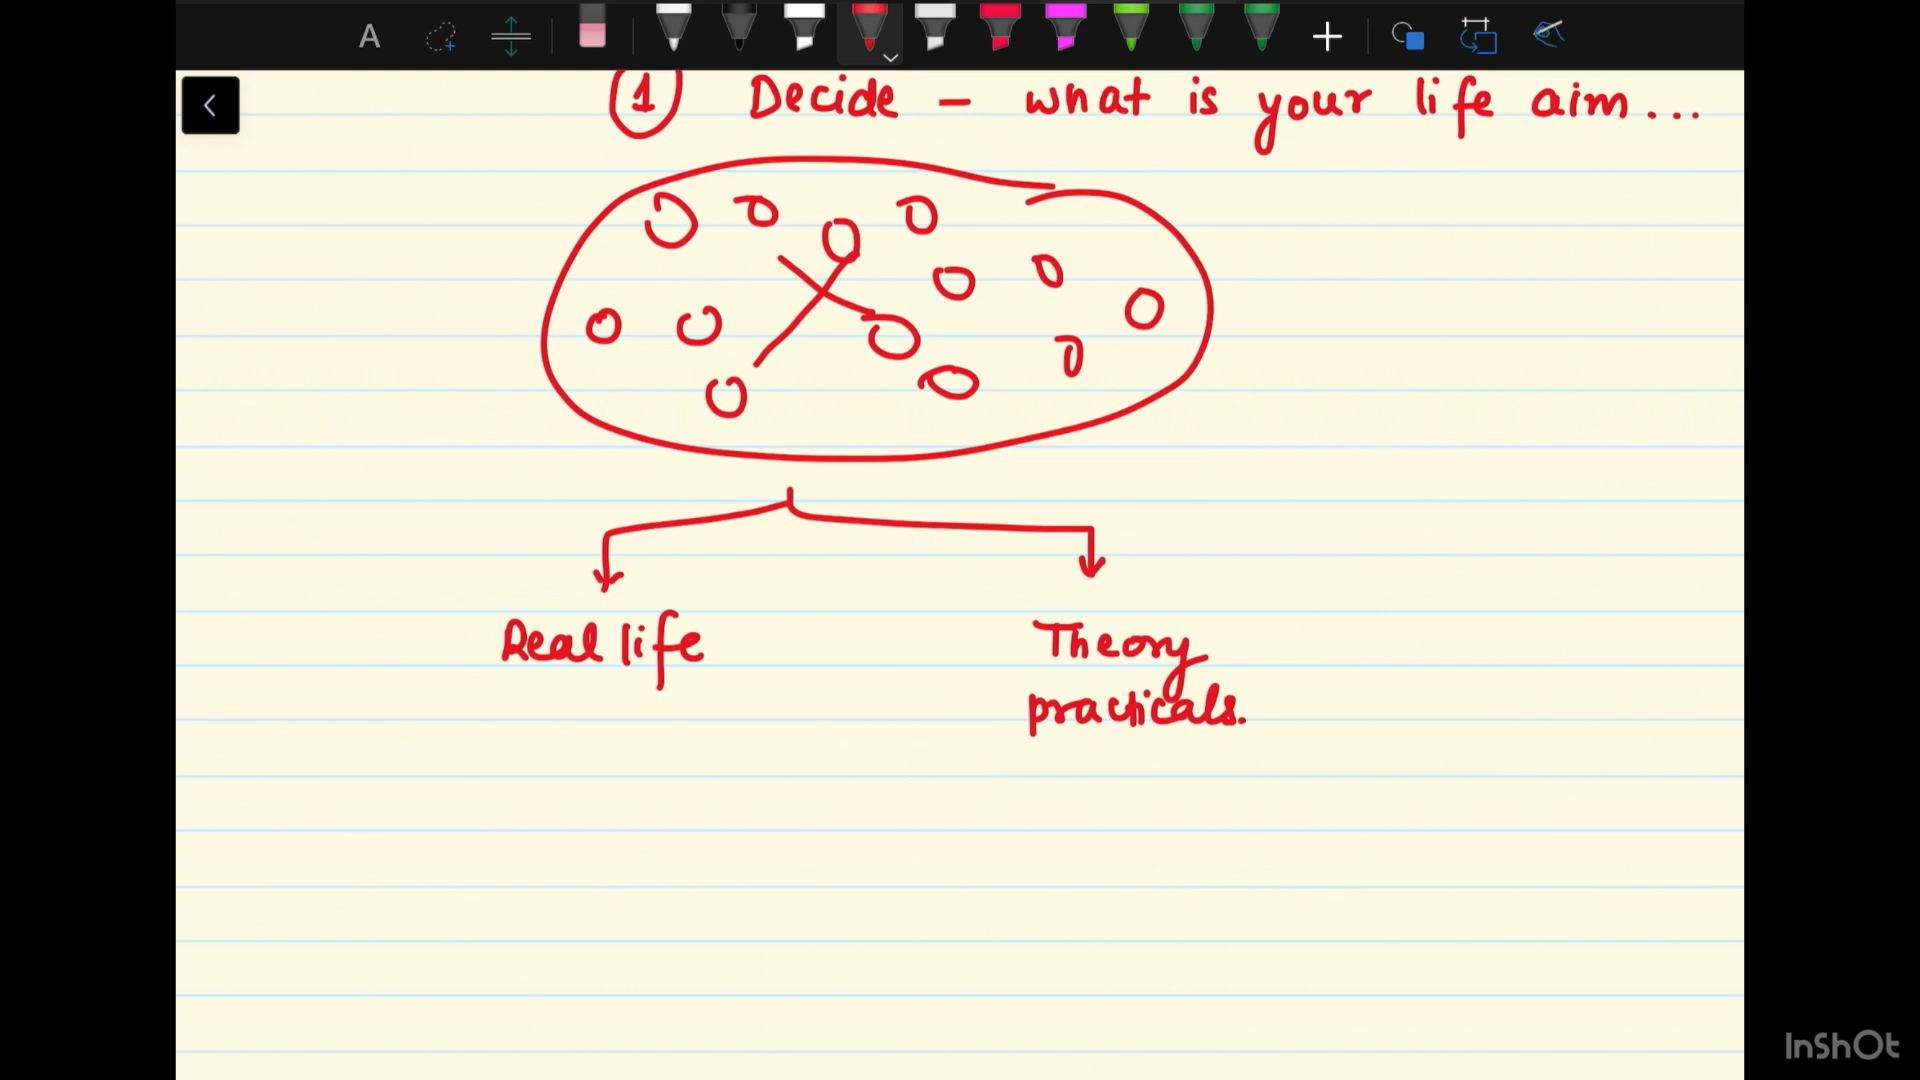 A
1 Decide - what is your life aim...
Real life
Theory
practicals.
InShOt